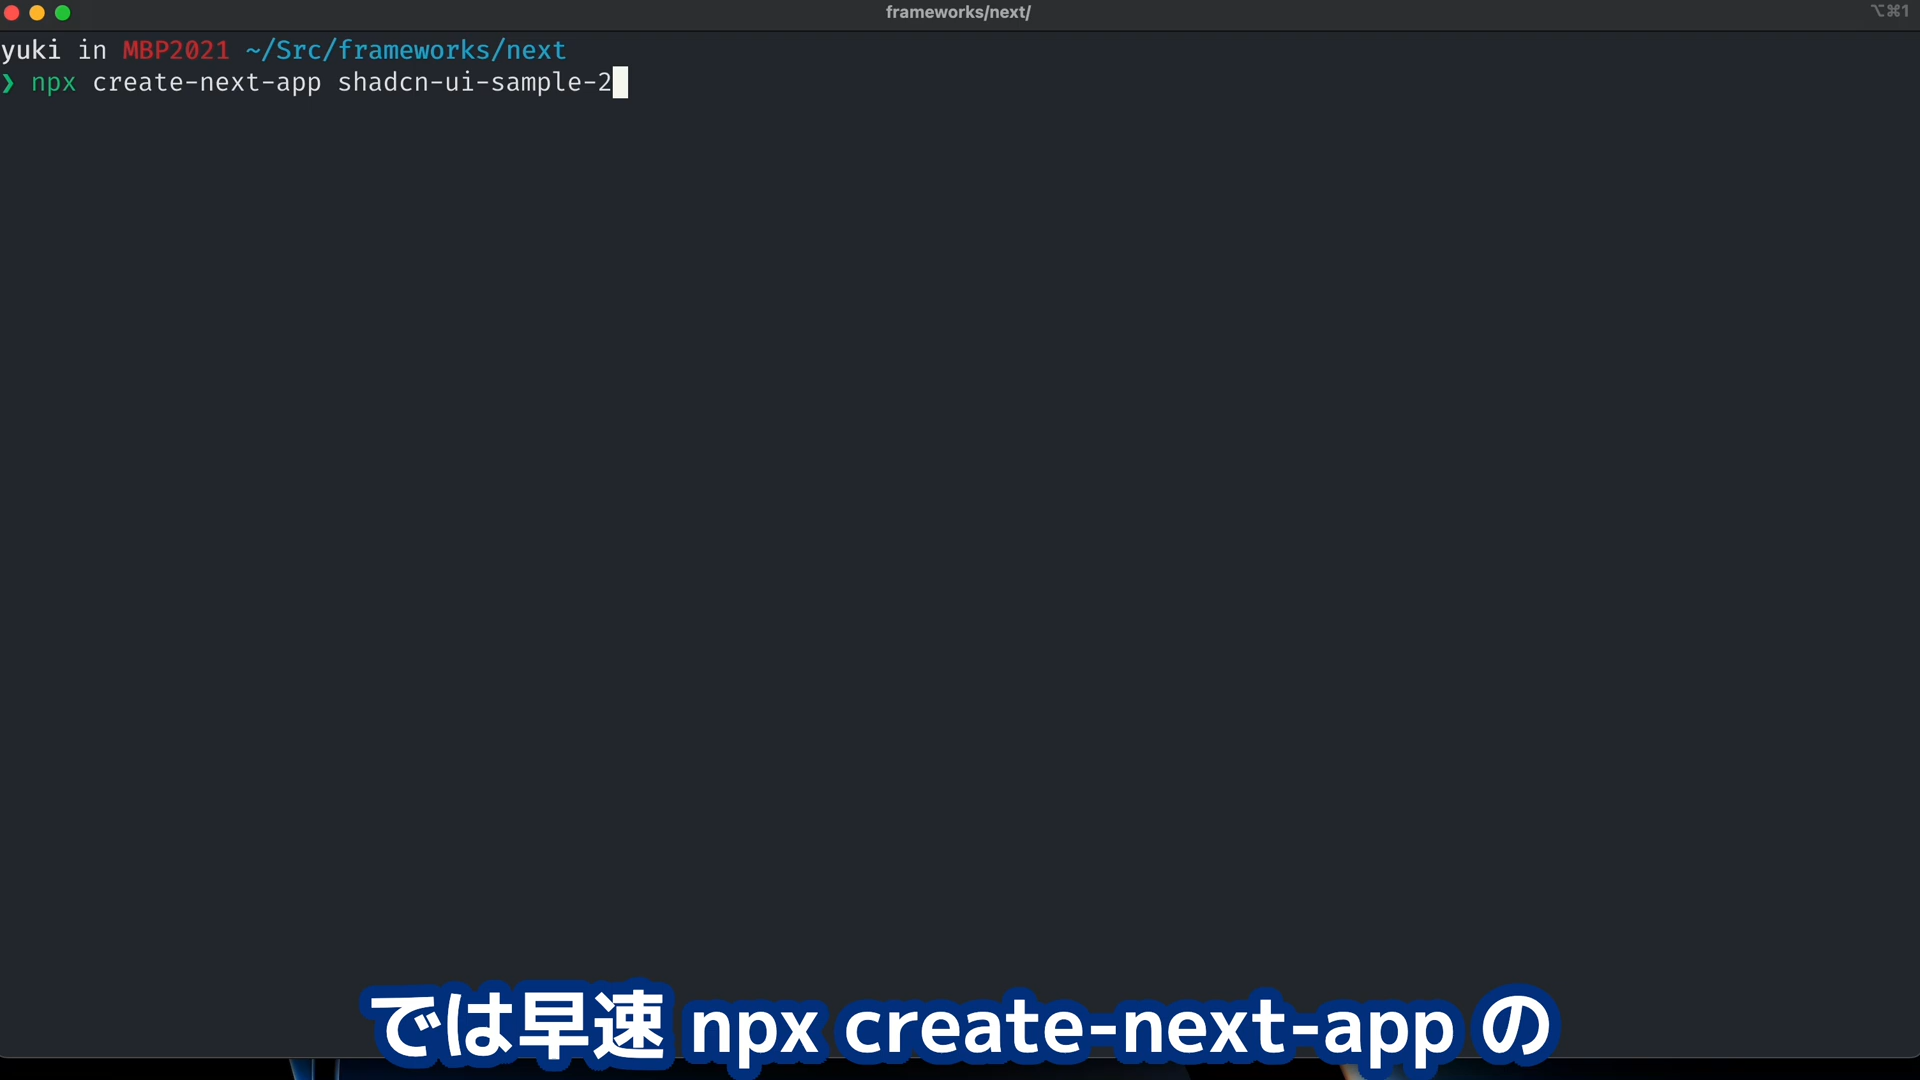 frameworks/next/
⌥⌘1
yuki in MBP2021 ~/Src/frameworks/next
❯ npx create-next-app shadcn-ui-sample-2
では早速 npx create-next-app の